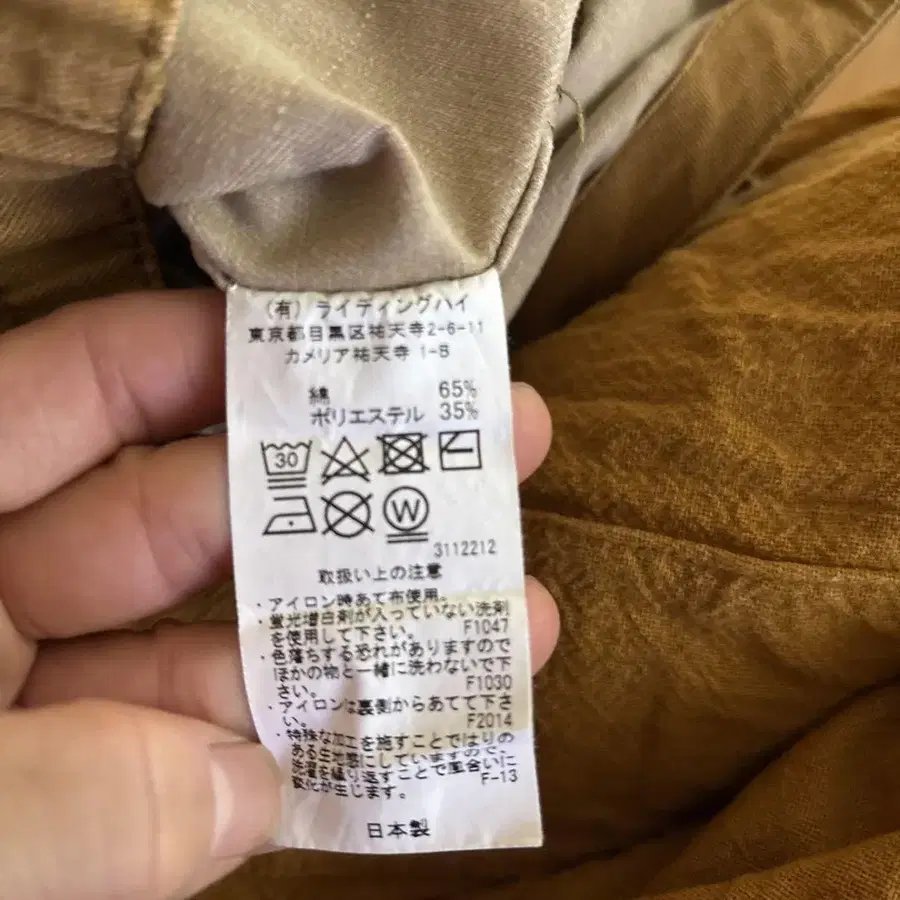 (有) ライディングハイ
東京都目黒区祐天寺2-6-11
カメリア祐天寺 1-B
綿 65%
ポリエステル 35%
30
W
3112212
取扱い上の注意
・アイロン時あて布使用。
・蛍光増白剤が入っていない洗剤
を使用して下さい。 F1047
・色落ちする恐れがありますので
ほかの物と一緒に洗わないで下
さい。 F1030
・アイロンは裏側からあてて下さ
い。 F2014
・特殊な加工を施すことではりの
ある生地感にしていますので、
洗濯を繰り返すことで風合いに
変化が生じます。 F-13
日本製